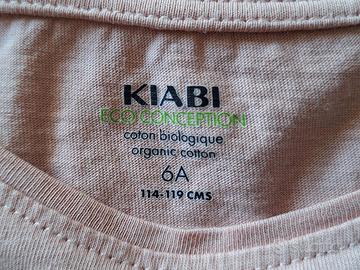 KIABI
ECO CONCEPTION
coton biologique
organic cotton
6A
114-119 CMS